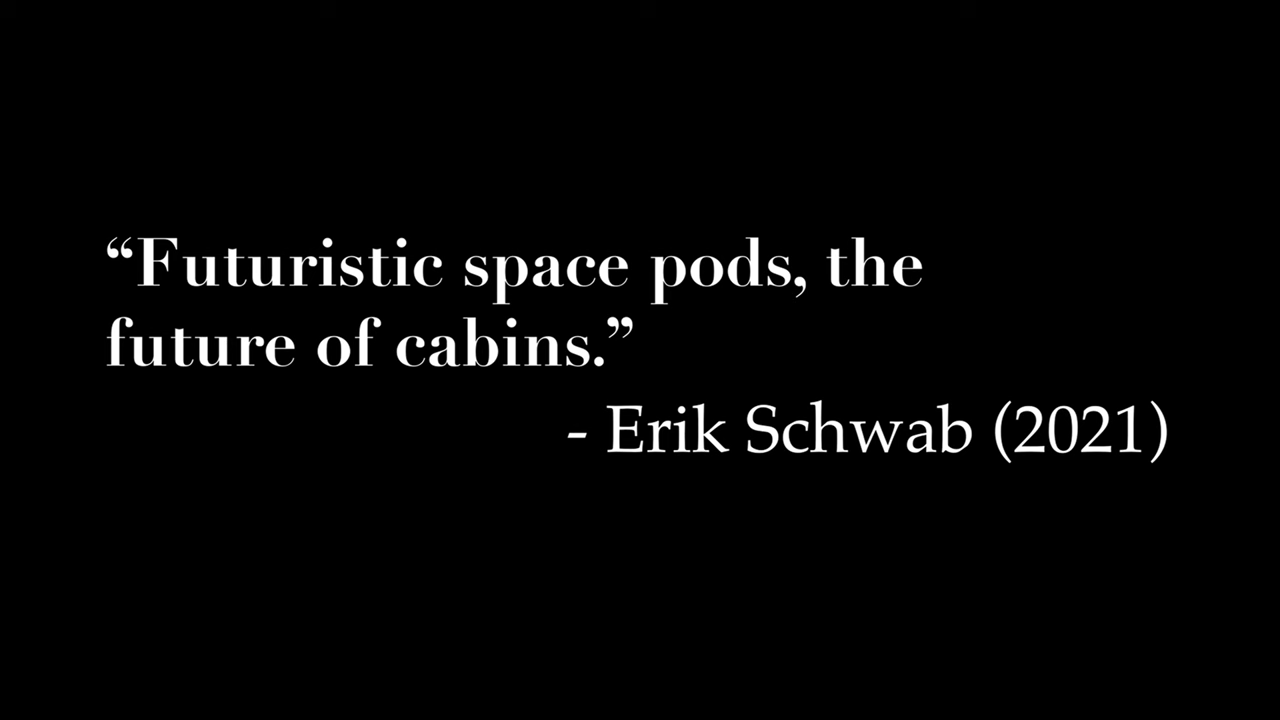 “Futuristic space pods, the
future of cabins.”
- Erik Schwab (2021)